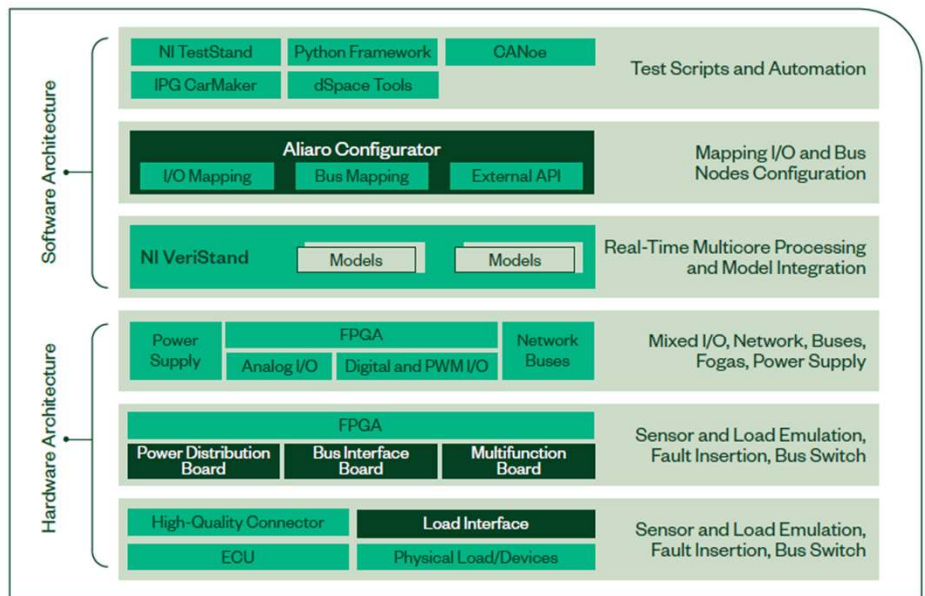 Software Architecture
NI TestStand
Python Framework
CANoe
IPG CarMaker
dSpace Tools
Test Scripts and Automation
Aliaro Configurator
I/O Mapping
Bus Mapping
External API
Mapping I/O and Bus
Nodes Configuration
NI VeriStand
Models
Models
Real-Time Multicore Processing
and Model Integration
Hardware Architecture
Power
Supply
FPGA
Analog I/O
Digital and PWM I/O
Network
Buses
Mixed I/O, Network, Buses,
Fogas, Power Supply
FPGA
Power Distribution
Board
Bus Interface
Board
Multifunction
Board
Sensor and Load Emulation,
Fault Insertion, Bus Switch
High-Quality Connector
Load Interface
ECU
Physical Load/Devices
Sensor and Load Emulation,
Fault Insertion, Bus Switch